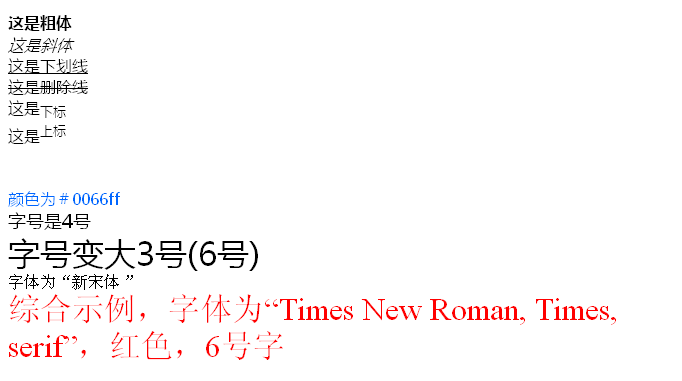 这是粗体
这是斜体
这是下划线
这是删除线
这是下标
这是上标
颜色为＃0066ff
字号是4号
字号变大3号(6号)
字体为“新宋体 ”
综合示例，字体为“Times New Roman, Times,
serif”，红色，6号字